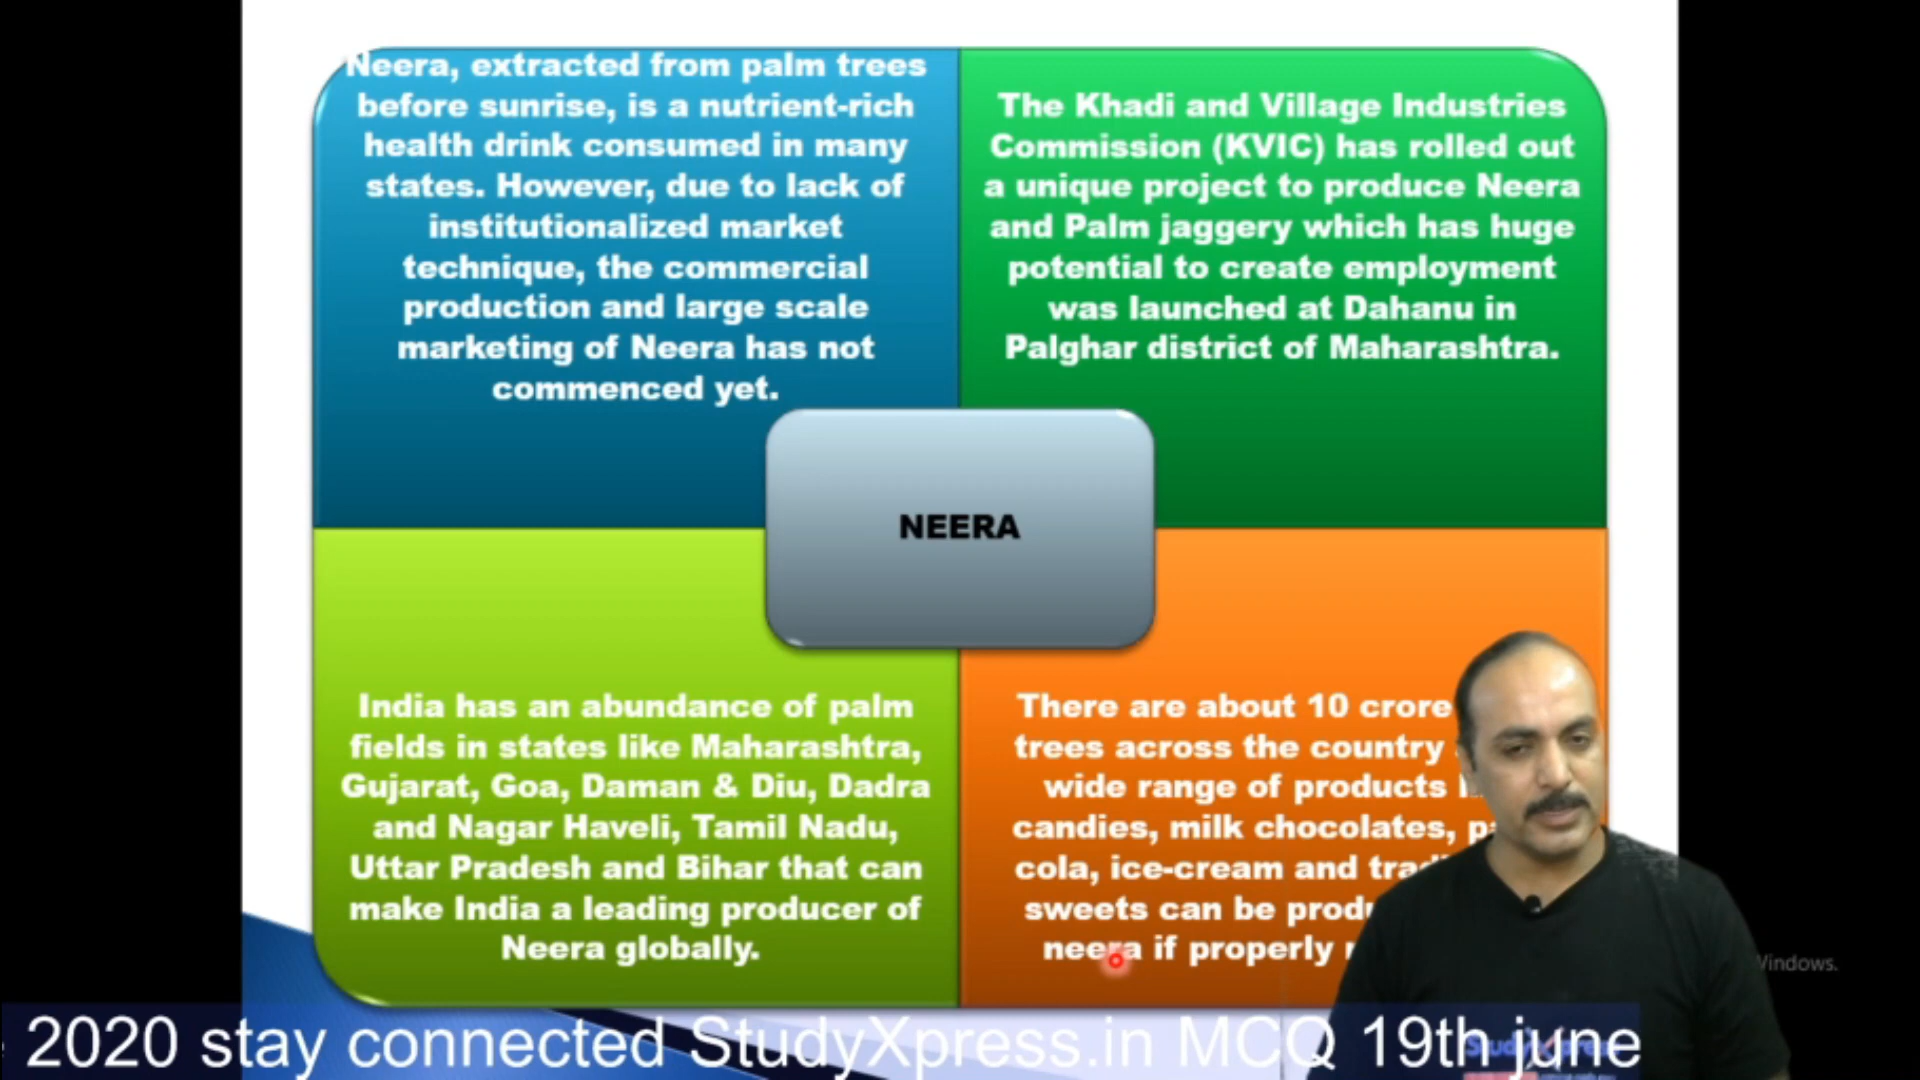 Neera, extracted from palm trees
before sunrise, is a nutrient-rich
health drink consumed in many
states. However, due to lack of
institutionalized market
technique, the commercial
production and large scale
marketing of Neera has not
commenced yet.
The Khadi and Village Industries
Commission (KVIC) has rolled out
a unique project to produce Neera
and Palm jaggery which has huge
potential to create employment
was launched at Dahanu in
Palghar district of Maharashtra.
NEERA
India has an abundance of palm
fields in states like Maharashtra,
Gujarat, Goa, Daman & Diu, Dadra
and Nagar Haveli, Tamil Nadu,
Uttar Pradesh and Bihar that can
make India a leading producer of
Neera globally.
There are about 10 crore
trees across the country
wide range of products
candies, milk chocolates,
cola, ice-cream and
sweets can be
neera if properly
Windows.
2020 stay connected StudyXpress.in MCQ 19th june